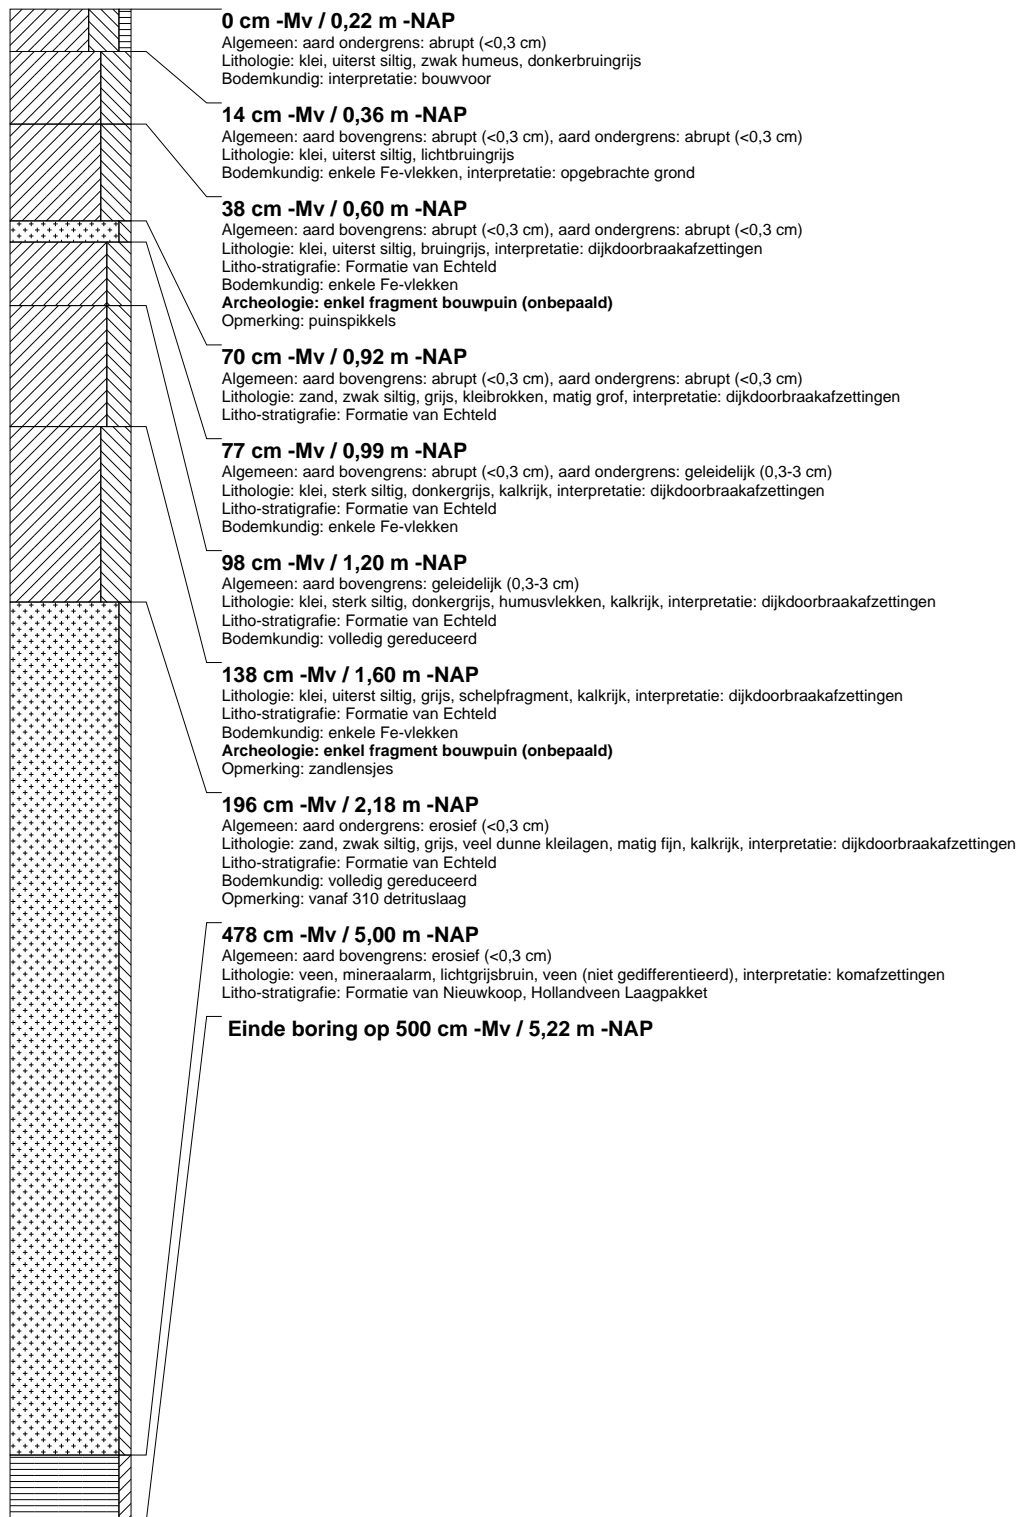 0 cm -Mv / 0,22 m -NAP
Algemeen: aard ondergrens: abrupt (<0,3 cm)
Lithologie: klei, uiterst siltig, zwak humeus, donkerbruingrijs
Bodemkundig: interpretatie: bouwvoor
14 cm -Mv / 0,36 m -NAP
Algemeen: aard bovengrens: abrupt (<0,3 cm), aard ondergrens: abrupt (<0,3 cm)
Lithologie: klei, uiterst siltig, lichtbruingrijs
Bodemkundig: enkele Fe-vlekken, interpretatie: opgebrachte grond
38 cm -Mv / 0,60 m -NAP
Algemeen: aard bovengrens: abrupt (<0,3 cm), aard ondergrens: abrupt (<0,3 cm)
Lithologie: klei, uiterst siltig, bruingrijs, interpretatie: dijkdoorbraakafzettingen
Litho-stratigrafie: Formatie van Echteld
Bodemkundig: enkele Fe-vlekken
Archeologie: enkel fragment bouwpuin (onbepaald)
Opmerking: puinspikkels
70 cm -Mv / 0,92 m -NAP
Algemeen: aard bovengrens: abrupt (<0,3 cm), aard ondergrens: abrupt (<0,3 cm)
Lithologie: zand, zwak siltig, grijs, kleibrokken, matig grof, interpretatie: dijkdoorbraakafzettingen
Litho-stratigrafie: Formatie van Echteld
77 cm -Mv / 0,99 m -NAP
Algemeen: aard bovengrens: abrupt (<0,3 cm), aard ondergrens: geleidelijk (0,3-3 cm)
Lithologie: klei, sterk siltig, donkergrijs, kalkrijk, interpretatie: dijkdoorbraakafzettingen
Litho-stratigrafie: Formatie van Echteld
Bodemkundig: enkele Fe-vlekken
98 cm -Mv / 1,20 m -NAP
Algemeen: aard bovengrens: geleidelijk (0,3-3 cm)
Lithologie: klei, sterk siltig, donkergrijs, humusvlekken, kalkrijk, interpretatie: dijkdoorbraakafzettingen
Litho-stratigrafie: Formatie van Echteld
Bodemkundig: volledig gereduceerd
138 cm -Mv / 1,60 m -NAP
Lithologie: klei, uiterst siltig, grijs, schelpfragment, kalkrijk, interpretatie: dijkdoorbraakafzettingen
Litho-stratigrafie: Formatie van Echteld
Bodemkundig: enkele Fe-vlekken
Archeologie: enkel fragment bouwpuin (onbepaald)
Opmerking: zandlensjes
196 cm -Mv / 2,18 m -NAP
Algemeen: aard ondergrens: erosief (<0,3 cm)
Lithologie: zand, zwak siltig, grijs, veel dunne kleilagen, matig fijn, kalkrijk, interpretatie: dijkdoorbraakafzettingen
Litho-stratigrafie: Formatie van Echteld
Bodemkundig: volledig gereduceerd
Opmerking: vanaf 310 detrituslaag
478 cm -Mv / 5,00 m -NAP
Algemeen: aard bovengrens: erosief (<0,3 cm)
Lithologie: veen, mineraalarm, lichtgrijsbruin, veen (niet gedifferentieerd), interpretatie: komafzettingen
Litho-stratigrafie: Formatie van Nieuwkoop, Hollandveen Laagpakket
Einde boring op 500 cm -Mv / 5,22 m -NAP